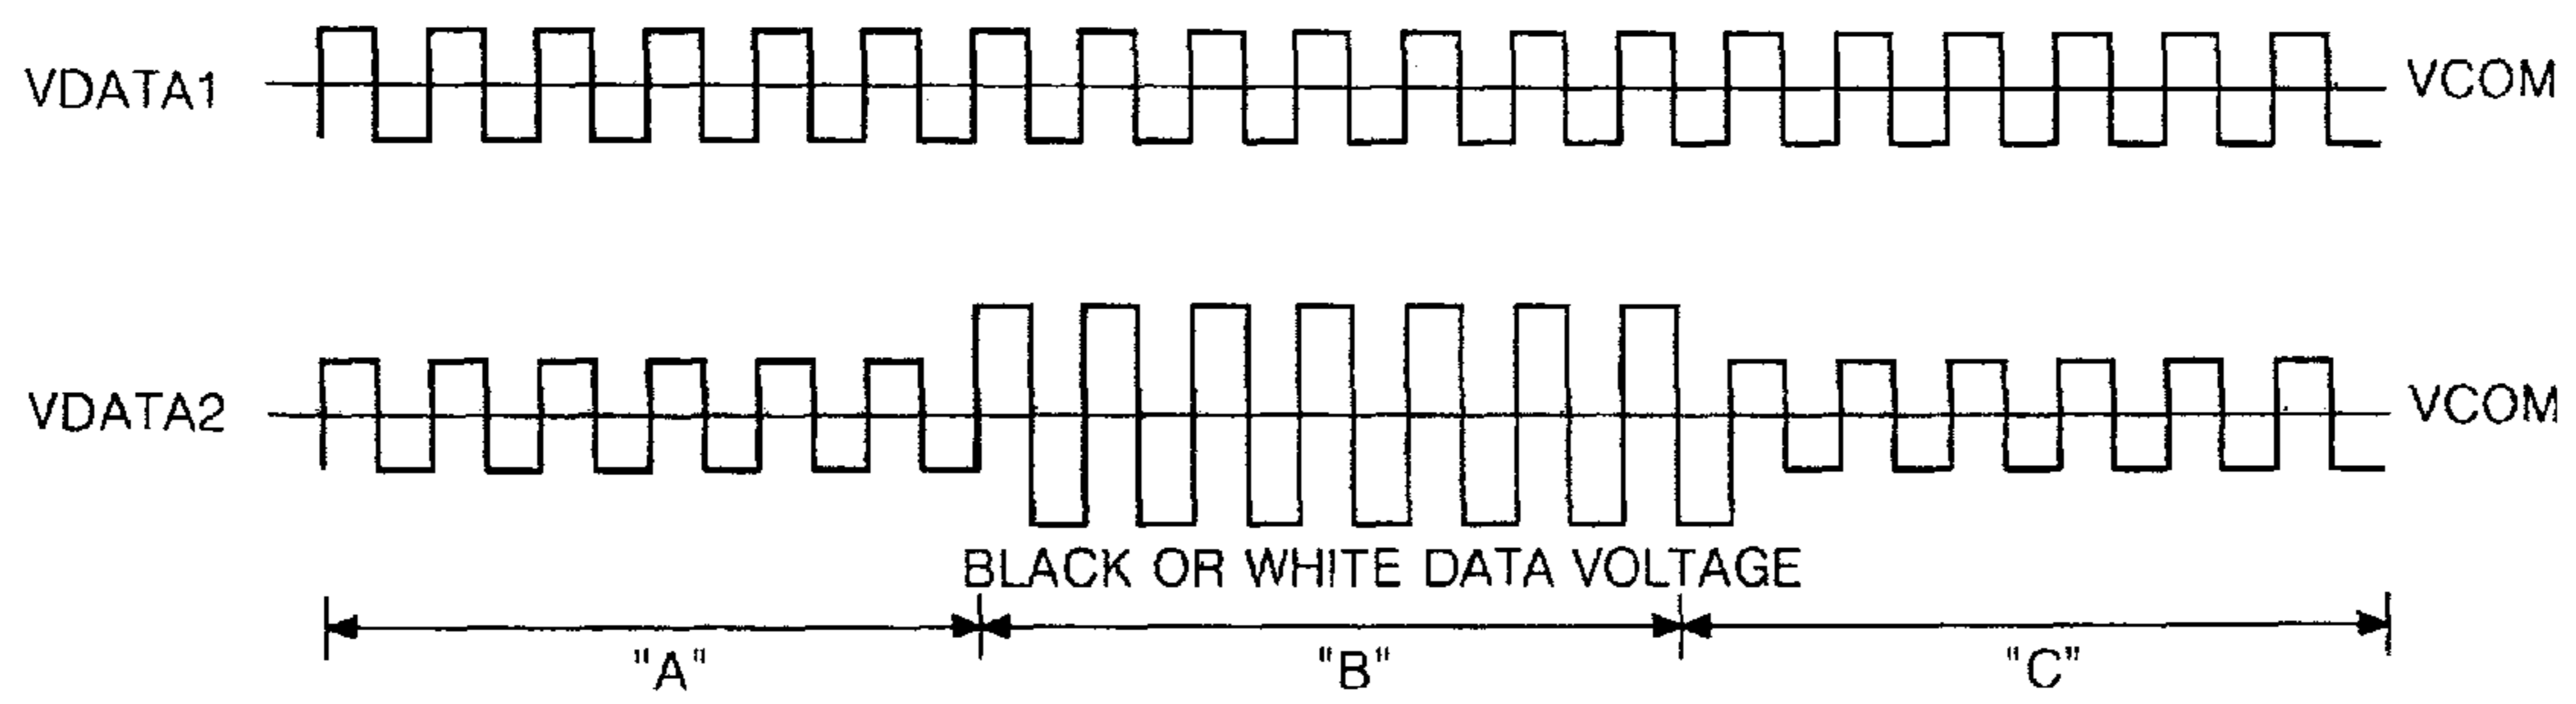 VDATA1 VCOM
VDATA2 VCOM
BLACK OR WHITE DATA VOLTAGE
"A" "B" "C"